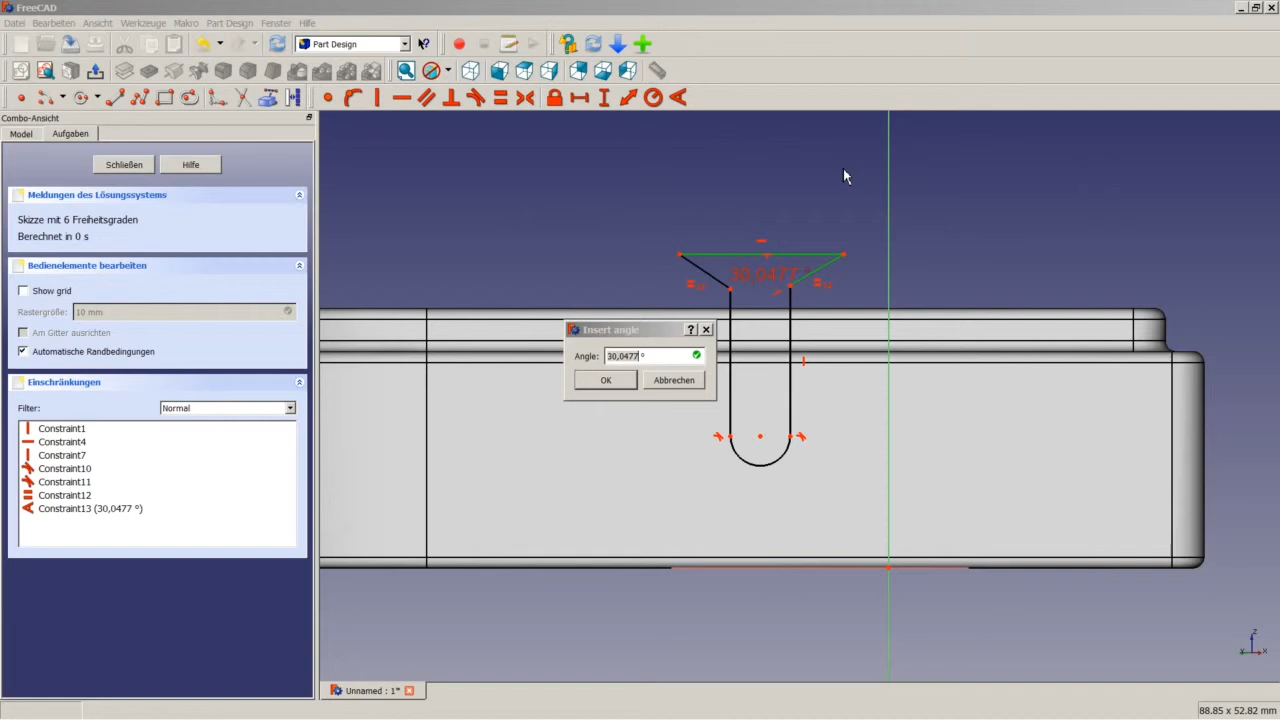 FreeCAD
Datei Bearbeiten Ansicht Werkzeuge Makro Part Design Fenster Hilfe
Part Design
Combo-Ansicht
Model Aufgaben
Schließen Hilfe
Meldungen des Lösungssystems
Skizze mit 6 Freiheitsgraden
Berechnet in 0 s
Bedienelemente bearbeiten
Show grid
Rastergröße: 10 mm
Am Gitter ausrichten
Automatische Randbedingungen
Einschränkungen
Filter: Normal
Constraint1
Constraint4
Constraint7
Constraint10
Constraint11
Constraint12
Constraint13 (30,0477 °)
30,0477 °
Insert angle
Angle: 30,0477 °
OK Abbrechen
z
y x
Unnamed : 1*
88.85 x 52.82 mm